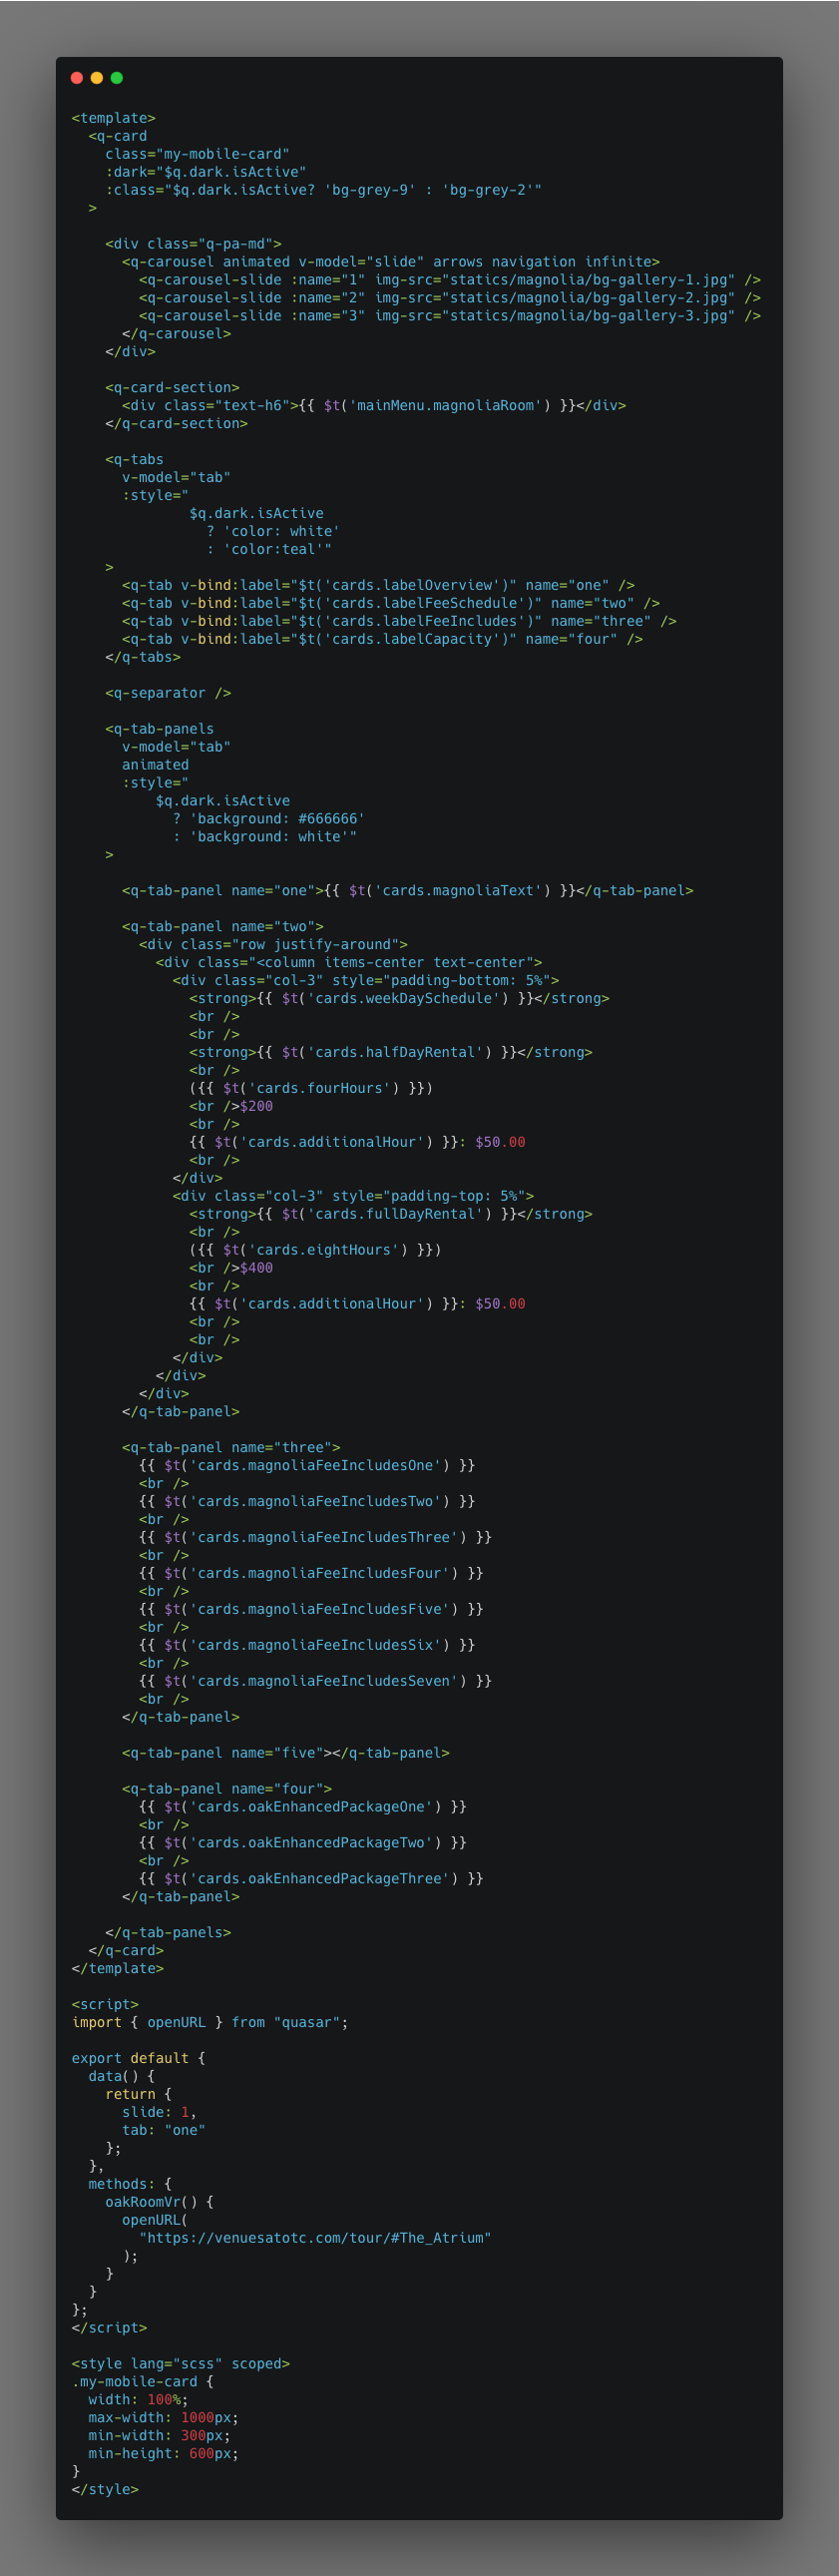 <template>
  <q-card
    class="my-mobile-card"
    :dark="$q.dark.isActive"
    :class="$q.dark.isActive? 'bg-grey-9' : 'bg-grey-2'"
  >

    <div class="q-pa-md">
      <q-carousel animated v-model="slide" arrows navigation infinite>
        <q-carousel-slide :name="1" img-src="statics/magnolia/bg-gallery-1.jpg" />
        <q-carousel-slide :name="2" img-src="statics/magnolia/bg-gallery-2.jpg" />
        <q-carousel-slide :name="3" img-src="statics/magnolia/bg-gallery-3.jpg" />
      </q-carousel>
    </div>

    <q-card-section>
      <div class="text-h6">{{ $t('mainMenu.magnoliaRoom') }}</div>
    </q-card-section>

    <q-tabs
      v-model="tab"
      :style="
              $q.dark.isActive
                ? 'color: white'
                : 'color:teal'"
    >
      <q-tab v-bind:label="$t('cards.labelOverview')" name="one" />
      <q-tab v-bind:label="$t('cards.labelFeeSchedule')" name="two" />
      <q-tab v-bind:label="$t('cards.labelFeeIncludes')" name="three" />
      <q-tab v-bind:label="$t('cards.labelCapacity')" name="four" />
    </q-tabs>

    <q-separator />

    <q-tab-panels
      v-model="tab"
      animated
      :style="
          $q.dark.isActive
            ? 'background: #666666'
            : 'background: white'"
    >

      <q-tab-panel name="one">{{ $t('cards.magnoliaText') }}</q-tab-panel>

      <q-tab-panel name="two">
        <div class="row justify-around">
          <div class="<column items-center text-center">
            <div class="col-3" style="padding-bottom: 5%">
              <strong>{{ $t('cards.weekDaySchedule') }}</strong>
              <br />
              <br />
              <strong>{{ $t('cards.halfDayRental') }}</strong>
              <br />
              ({{ $t('cards.fourHours') }})
              <br />$200
              <br />
              {{ $t('cards.additionalHour') }}: $50.00
              <br />
            </div>
            <div class="col-3" style="padding-top: 5%">
              <strong>{{ $t('cards.fullDayRental') }}</strong>
              <br />
              ({{ $t('cards.eightHours') }})
              <br />$400
              <br />
              {{ $t('cards.additionalHour') }}: $50.00
              <br />
              <br />
            </div>
          </div>
        </div>
      </q-tab-panel>

      <q-tab-panel name="three">
        {{ $t('cards.magnoliaFeeIncludesOne') }}
        <br />
        {{ $t('cards.magnoliaFeeIncludesTwo') }}
        <br />
        {{ $t('cards.magnoliaFeeIncludesThree') }}
        <br />
        {{ $t('cards.magnoliaFeeIncludesFour') }}
        <br />
        {{ $t('cards.magnoliaFeeIncludesFive') }}
        <br />
        {{ $t('cards.magnoliaFeeIncludesSix') }}
        <br />
        {{ $t('cards.magnoliaFeeIncludesSeven') }}
        <br />
      </q-tab-panel>

      <q-tab-panel name="five"></q-tab-panel>

      <q-tab-panel name="four">
        {{ $t('cards.oakEnhancedPackageOne') }}
        <br />
        {{ $t('cards.oakEnhancedPackageTwo') }}
        <br />
        {{ $t('cards.oakEnhancedPackageThree') }}
      </q-tab-panel>

    </q-tab-panels>
  </q-card>
</template>

<script>
import { openURL } from "quasar";

export default {
  data() {
    return {
      slide: 1,
      tab: "one"
    };
  },
  methods: {
    oakRoomVr() {
      openURL(
        "https://venuesatotc.com/tour/#The_Atrium"
      );
    }
  }
};
</script>

<style lang="scss" scoped>
.my-mobile-card {
  width: 100%;
  max-width: 1000px;
  min-width: 300px;
  min-height: 600px;
}
</style>